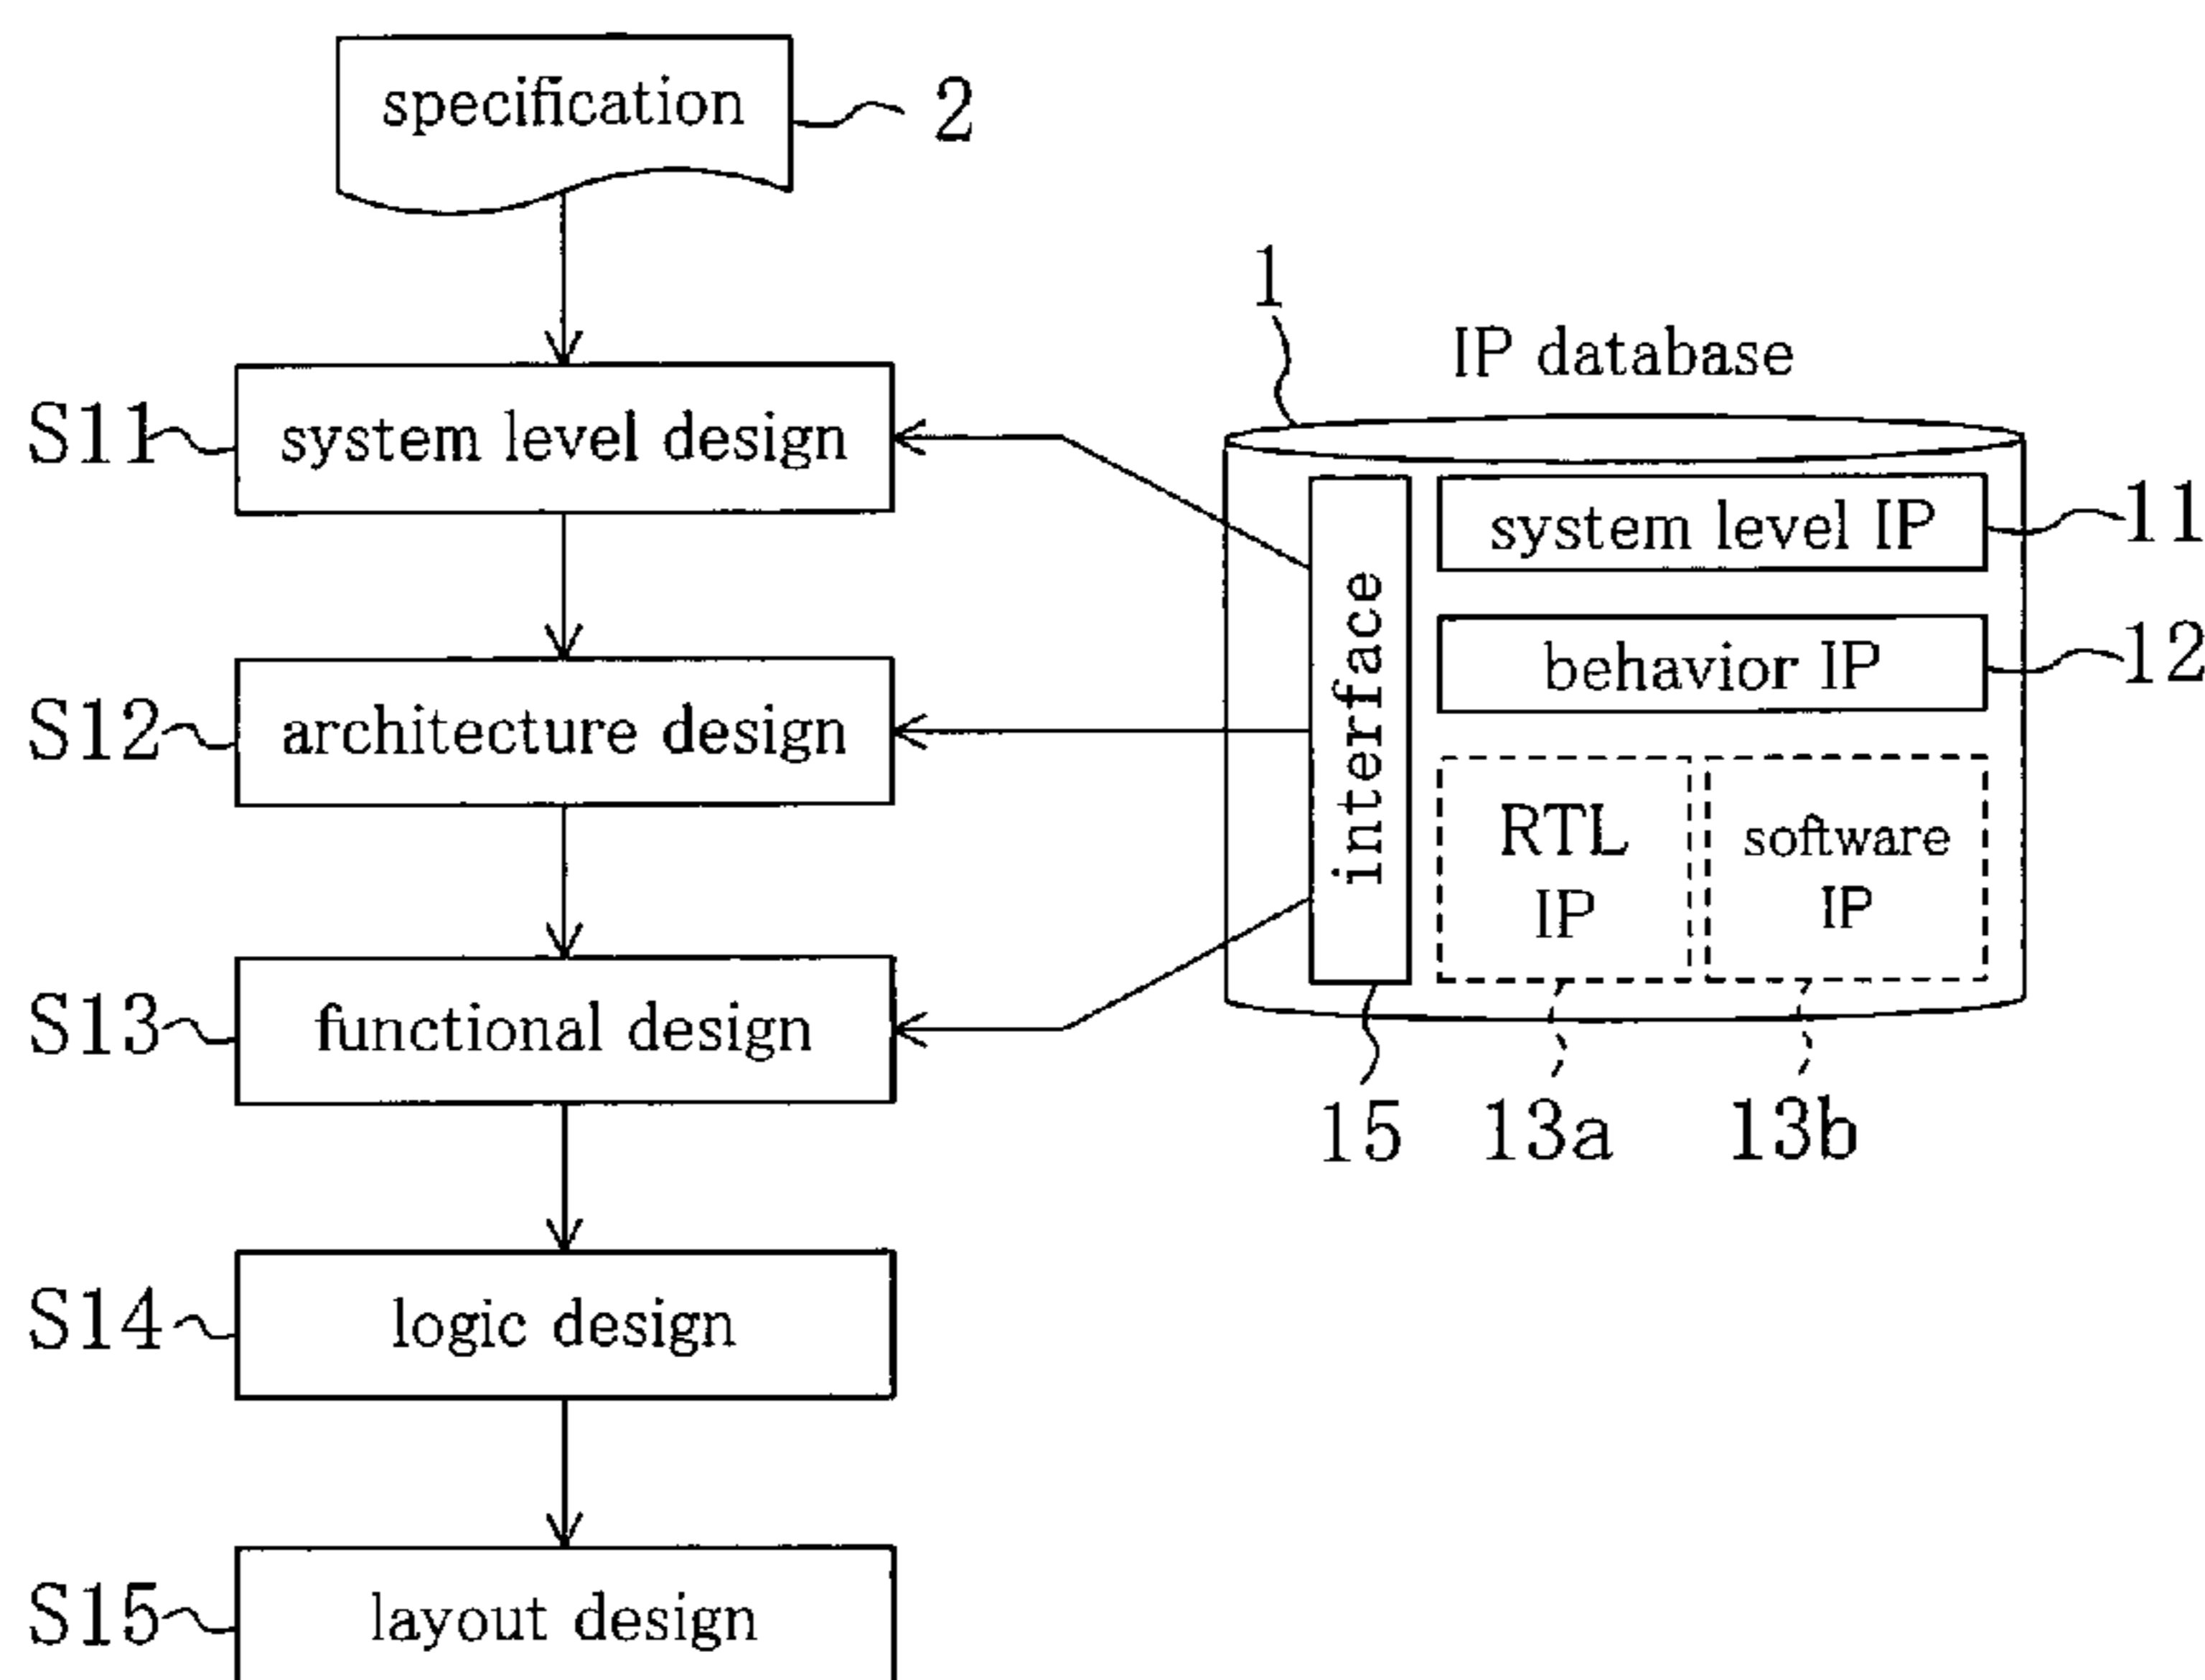 specification
2
1
IP database
S11
system level design
system level IP
11
behavior IP
12
S12
architecture design
interface
RTL
IP
software
IP
S13
functional design
15
13a
13b
S14
logic design
S15
layout design